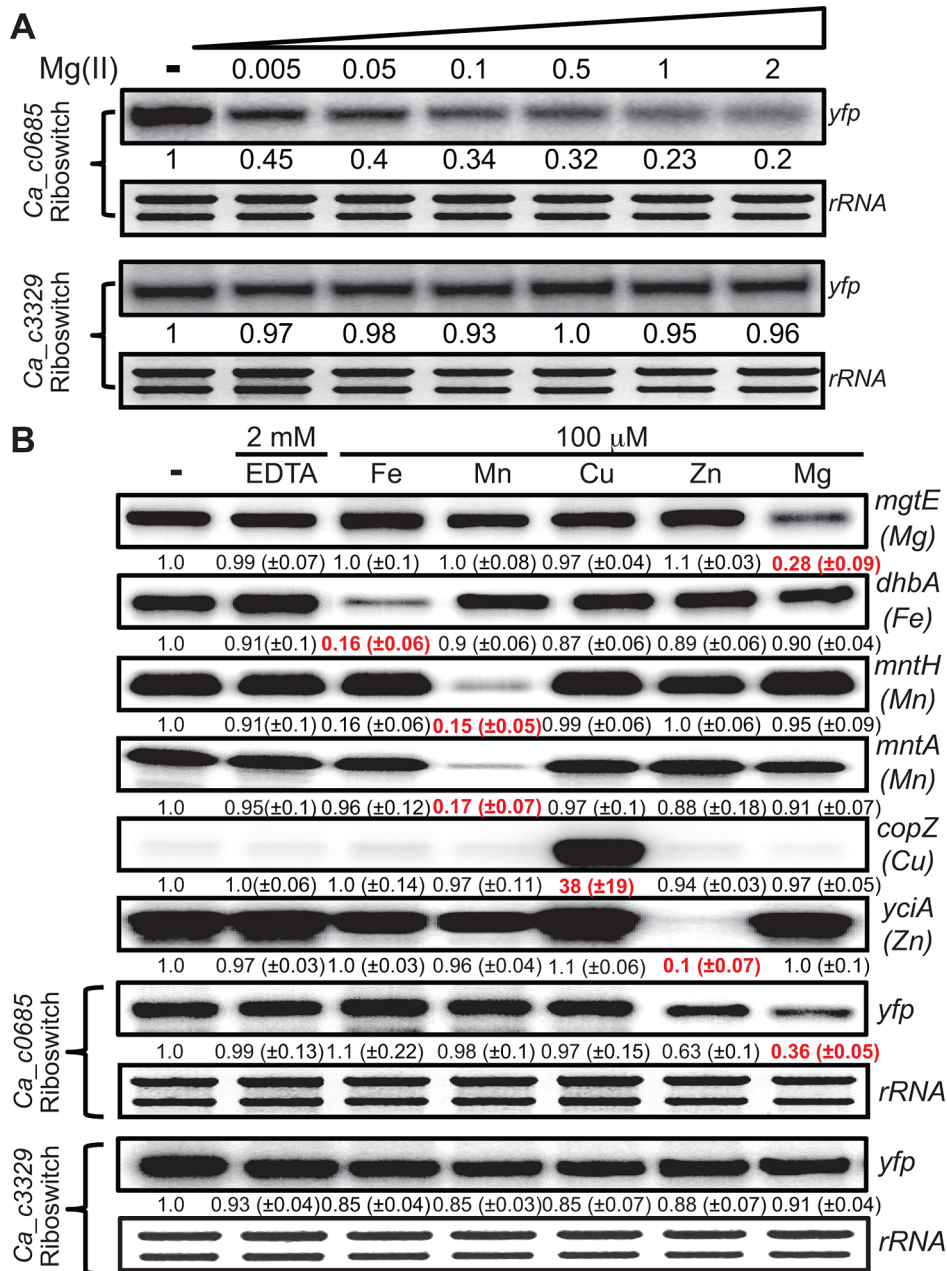 A
Mg(II) - 0.005 0.05 0.1 0.5 1 2
Ca_c0685 Riboswitch
yfp
1 0.45 0.4 0.34 0.32 0.23 0.2
rRNA
Ca_c3329 Riboswitch
yfp
1 0.97 0.98 0.93 1.0 0.95 0.96
rRNA
B
2 mM 100 µM
- EDTA Fe Mn Cu Zn Mg
mgtE
(Mg)
1.0 0.99 (±0.07) 1.0 (±0.1) 1.0 (±0.08) 0.97 (±0.04) 1.1 (±0.03) 0.28 (±0.09)
dhbA
(Fe)
1.0 0.91(±0.1) 0.16 (±0.06) 0.9 (±0.06) 0.87 (±0.06) 0.89 (±0.06) 0.90 (±0.04)
mntH
(Mn)
1.0 0.91(±0.1) 0.16 (±0.06) 0.15 (±0.05) 0.99 (±0.06) 1.0 (±0.06) 0.95 (±0.09)
mntA
(Mn)
1.0 0.95(±0.1) 0.96 (±0.12) 0.17 (±0.07) 0.97 (±0.1) 0.88 (±0.18) 0.91 (±0.07)
copZ
(Cu)
1.0 1.0(±0.06) 1.0 (±0.14) 0.97 (±0.11) 38 (±19) 0.94 (±0.03) 0.97 (±0.05)
yciA
(Zn)
1.0 0.97 (±0.03) 1.0 (±0.03) 0.96 (±0.04) 1.1 (±0.06) 0.1 (±0.07) 1.0 (±0.1)
Ca_c0685 Riboswitch
yfp
1.0 0.99 (±0.13) 1.1 (±0.22) 0.98 (±0.1) 0.97 (±0.15) 0.63 (±0.1) 0.36 (±0.05)
rRNA
Ca_c3329 Riboswitch
yfp
1.0 0.93 (±0.04) 0.85 (±0.04) 0.85 (±0.03) 0.85 (±0.07) 0.88 (±0.07) 0.91 (±0.04)
rRNA